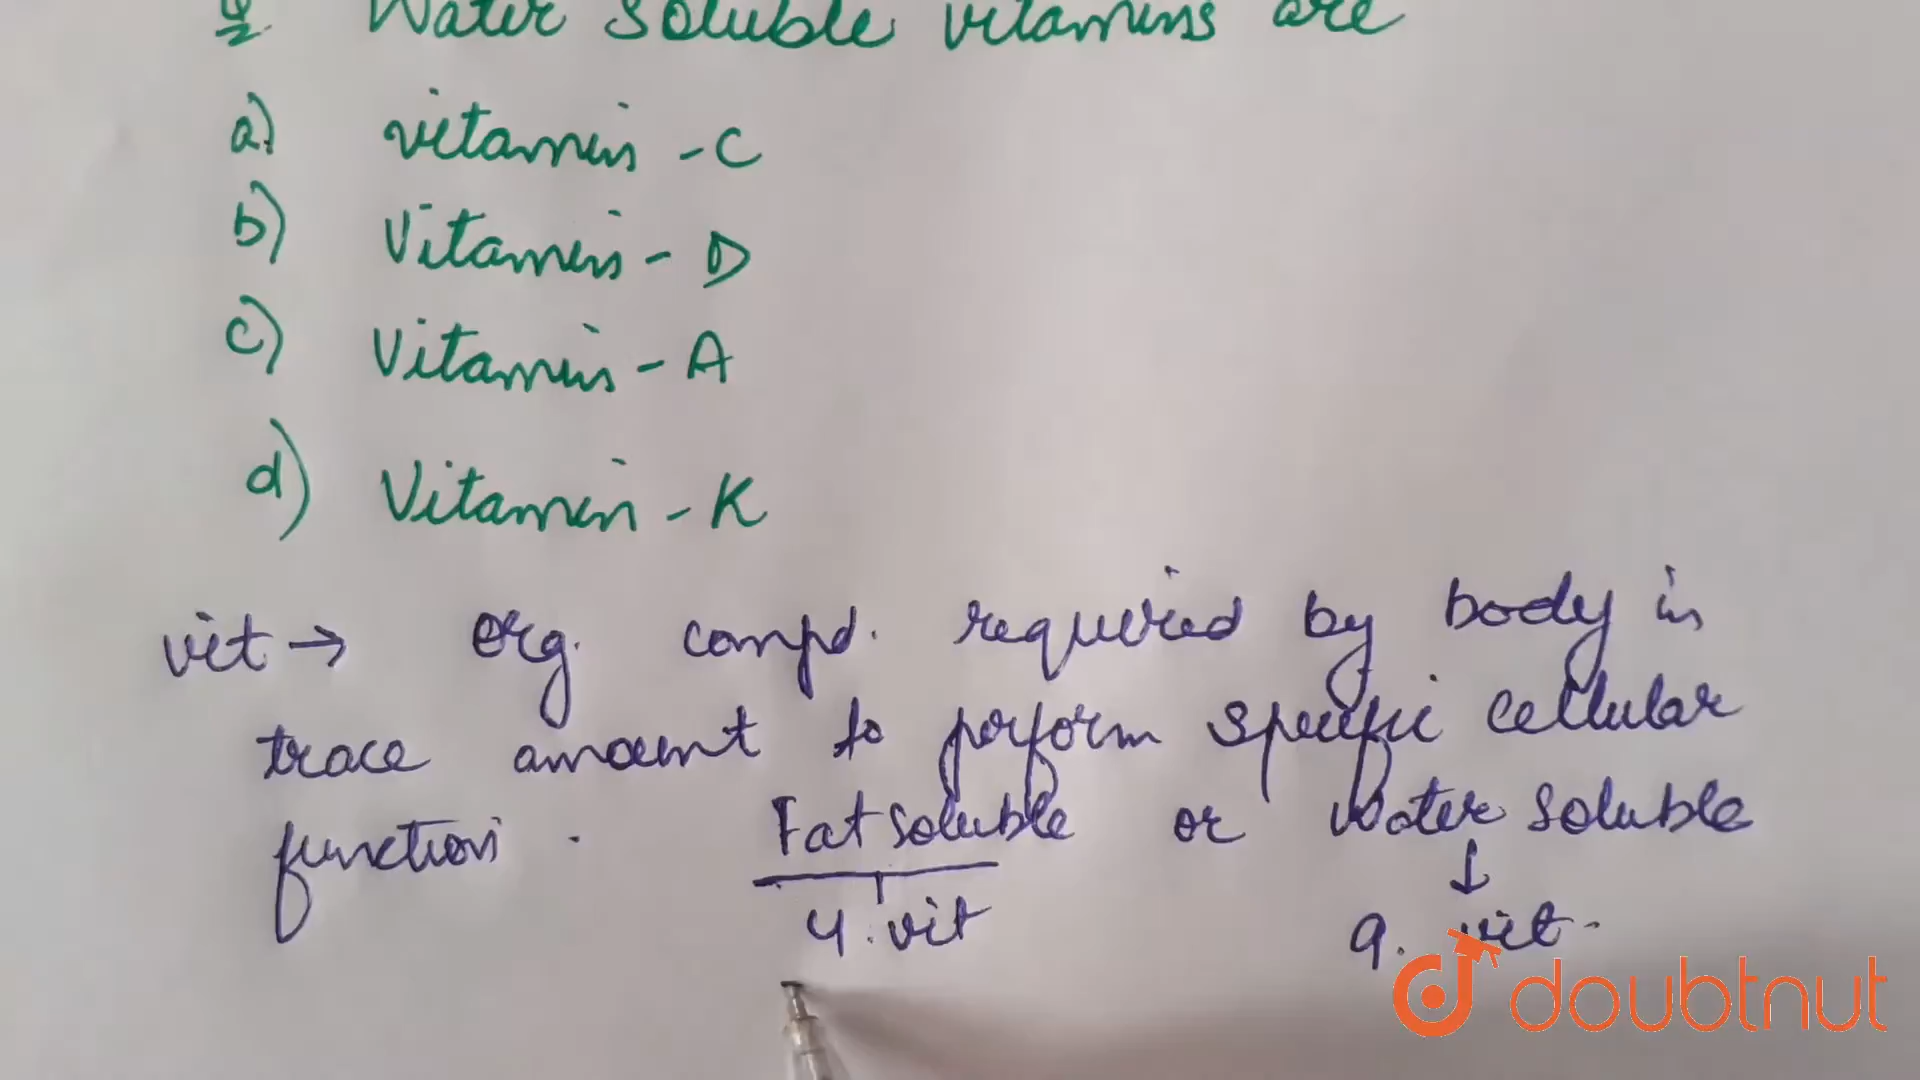 Q Water soluble vitamins are
a) vitamin - C
b) Vitamin - D
c) Vitamin - A
d) Vitamin - K
vit → org. compd. required by body in
trace amount to perform specific cellular
function. Fat soluble or water soluble
↓
4. vit 9. vit.
doubtnut